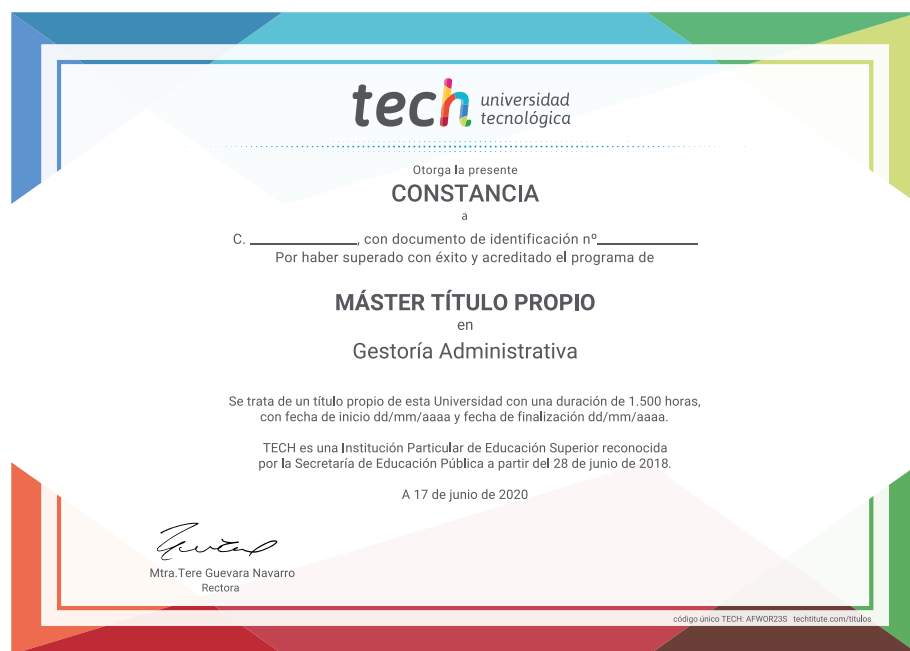 tech universidad
tecnológica
Otorga la presente
CONSTANCIA
a
C. ____________, con documento de identificación nº____________
Por haber superado con éxito y acreditado el programa de
MÁSTER TÍTULO PROPIO
en
Gestoría Administrativa
Se trata de un título propio de esta Universidad con una duración de 1.500 horas,
con fecha de inicio dd/mm/aaaa y fecha de finalización dd/mm/aaaa.
TECH es una Institución Particular de Educación Superior reconocida
por la Secretaría de Educación Pública a partir del 28 de junio de 2018.
A 17 de junio de 2020
Mtra.Tere Guevara Navarro
Rectora
código único TECH: AFWOR23S techtitute.com/titulos